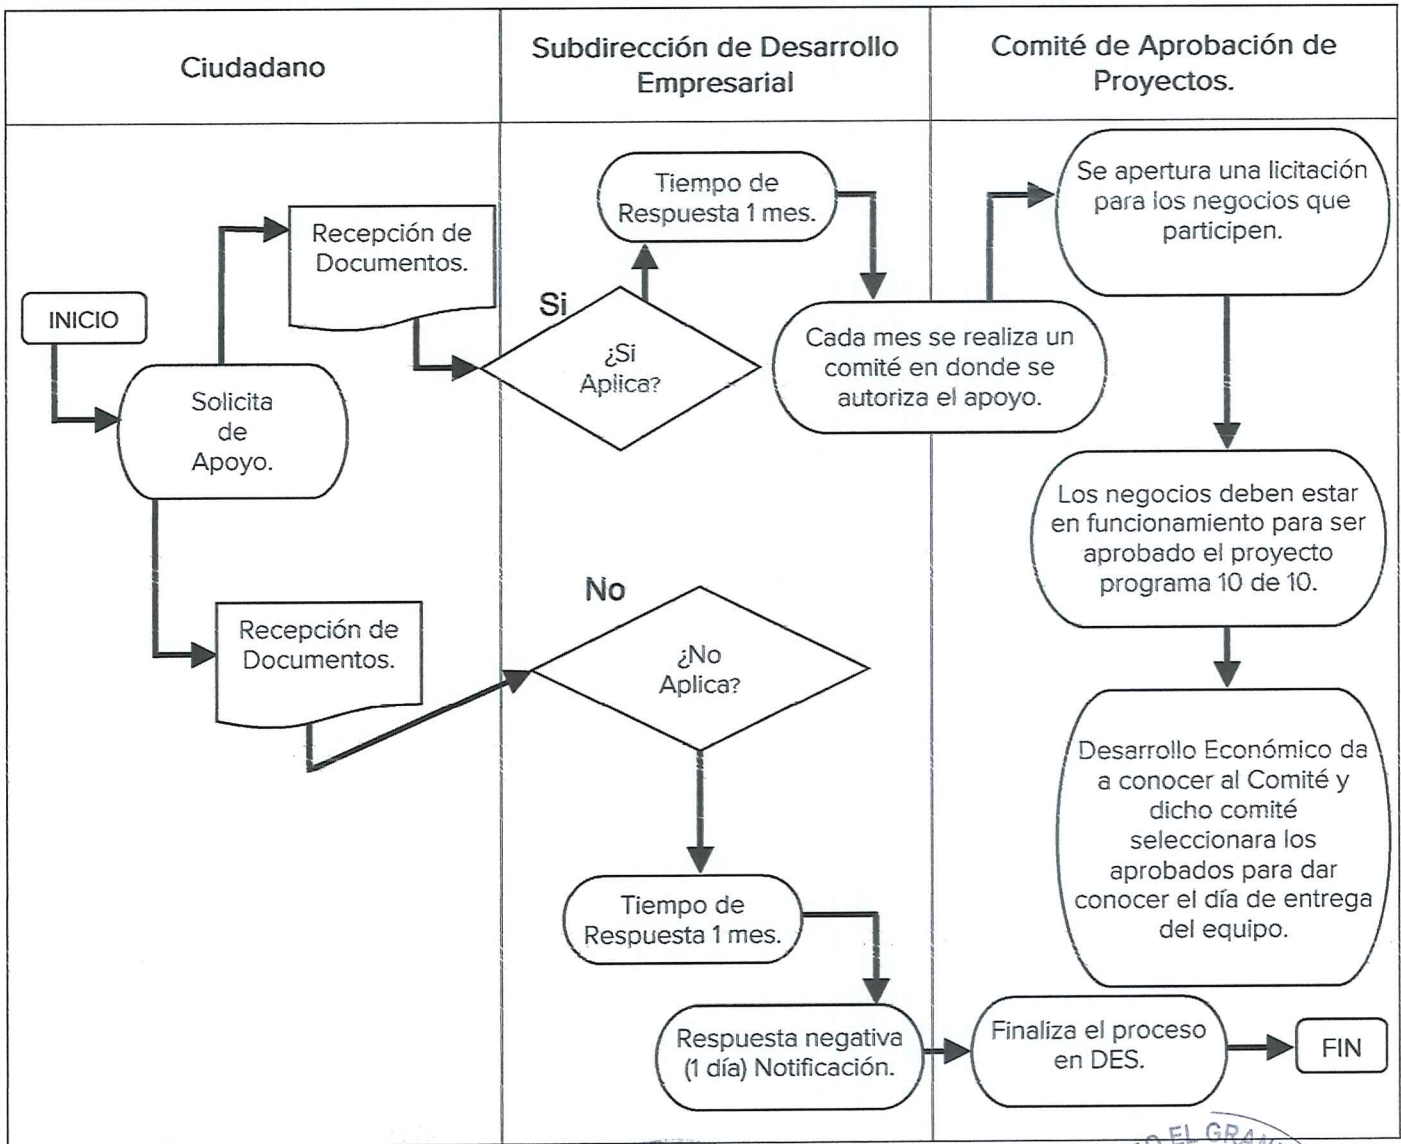 Ciudadano
Subdirección de Desarrollo
Empresarial
Comité de Aprobación de
Proyectos.
INICIO
Solicita
de
Apoyo.
Recepción de
Documentos.
Si
¿Si
Aplica?
Tiempo de
Respuesta 1 mes.
Cada mes se realiza un
comité en donde se
autoriza el apoyo.
Se apertura una licitación
para los negocios que
participen.
Los negocios deben estar
en funcionamiento para ser
aprobado el proyecto
programa 10 de 10.
Desarrollo Económico da
a conocer al Comité y
dicho comité
seleccionara los
aprobados para dar
conocer el día de entrega
del equipo.
Recepción de
Documentos.
No
¿No
Aplica?
Tiempo de
Respuesta 1 mes.
Respuesta negativa
(1 día) Notificación.
Finaliza el proceso
en DES.
FIN
EL